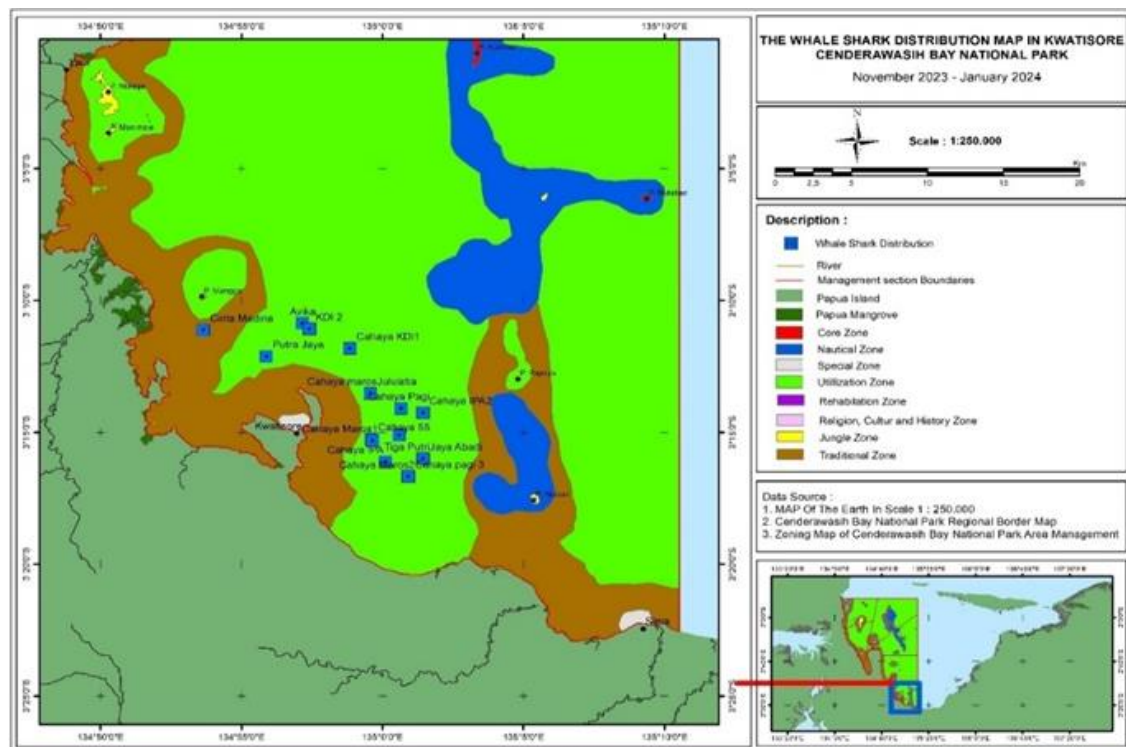 134°50'0"E 134°55'0"E 135°0'0"E 135°5'0"E 135°10'0"E
3°5'0"S
3°10'0"S
3°15'0"S
3°20'0"S
3°25'0"S
Cinta Madina
KDI 2
Putra Jaya
Cahaya KDI1
Cahaya Pagi
Cahaya IPA2
Kwatisore
Cahaya 55
Tiga Putri
Jaya Abadi
Cahaya pagi 3
THE WHALE SHARK DISTRIBUTION MAP IN KWATISORE
CENDERAWASIH BAY NATIONAL PARK
November 2023 - January 2024
Scale : 1:250.000
Km
0 2.5 5 10 15 20
Description :
Whale Shark Distribution
River
Management section Boundaries
Papua Island
Papua Mangrove
Core Zone
Nautical Zone
Special Zone
Utilization Zone
Rehabilitation Zone
Religion, Cultur and History Zone
Jungle Zone
Traditional Zone
Data Source :
1. MAP Of The Earth In Scale 1 : 250.000
2. Cenderawasih Bay National Park Regional Border Map
3. Zoning Map of Cenderawasih Bay National Park Area Management